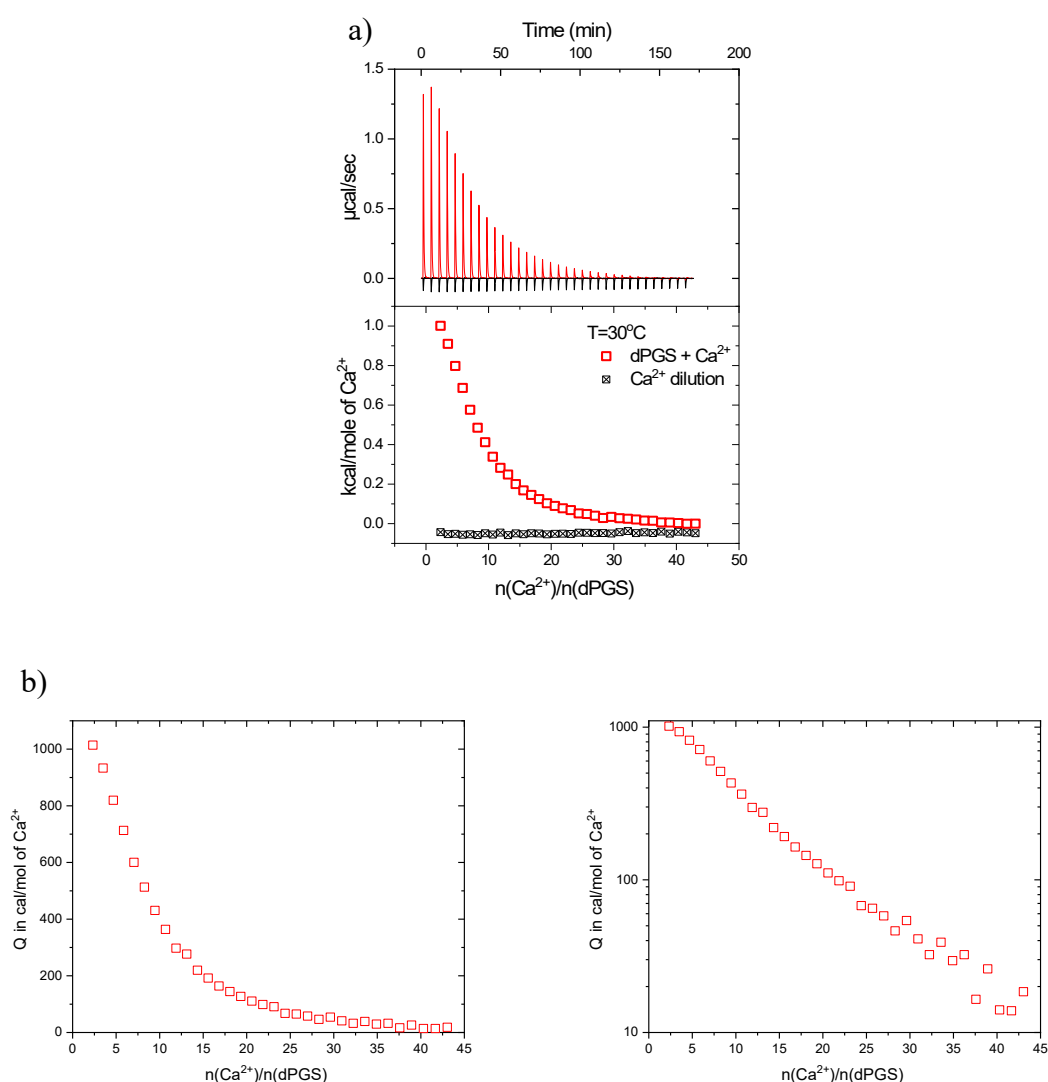 a)
Time (min)
0 50 100 150 200
1.5
1.0
0.5
0.0
µcal/sec
1.0
0.8
0.6
0.4
0.2
0.0
kcal/mole of Ca²⁺
T=30°C
dPGS + Ca²⁺
Ca²⁺ dilution
0 10 20 30 40 50
n(Ca²⁺)/n(dPGS)
b)
1000
800
600
400
200
0
Q in cal/mol of Ca²⁺
0 5 10 15 20 25 30 35 40 45
n(Ca²⁺)/n(dPGS)
1000
100
10
Q in cal/mol of Ca²⁺
0 5 10 15 20 25 30 35 40 45
n(Ca²⁺)/n(dPGS)